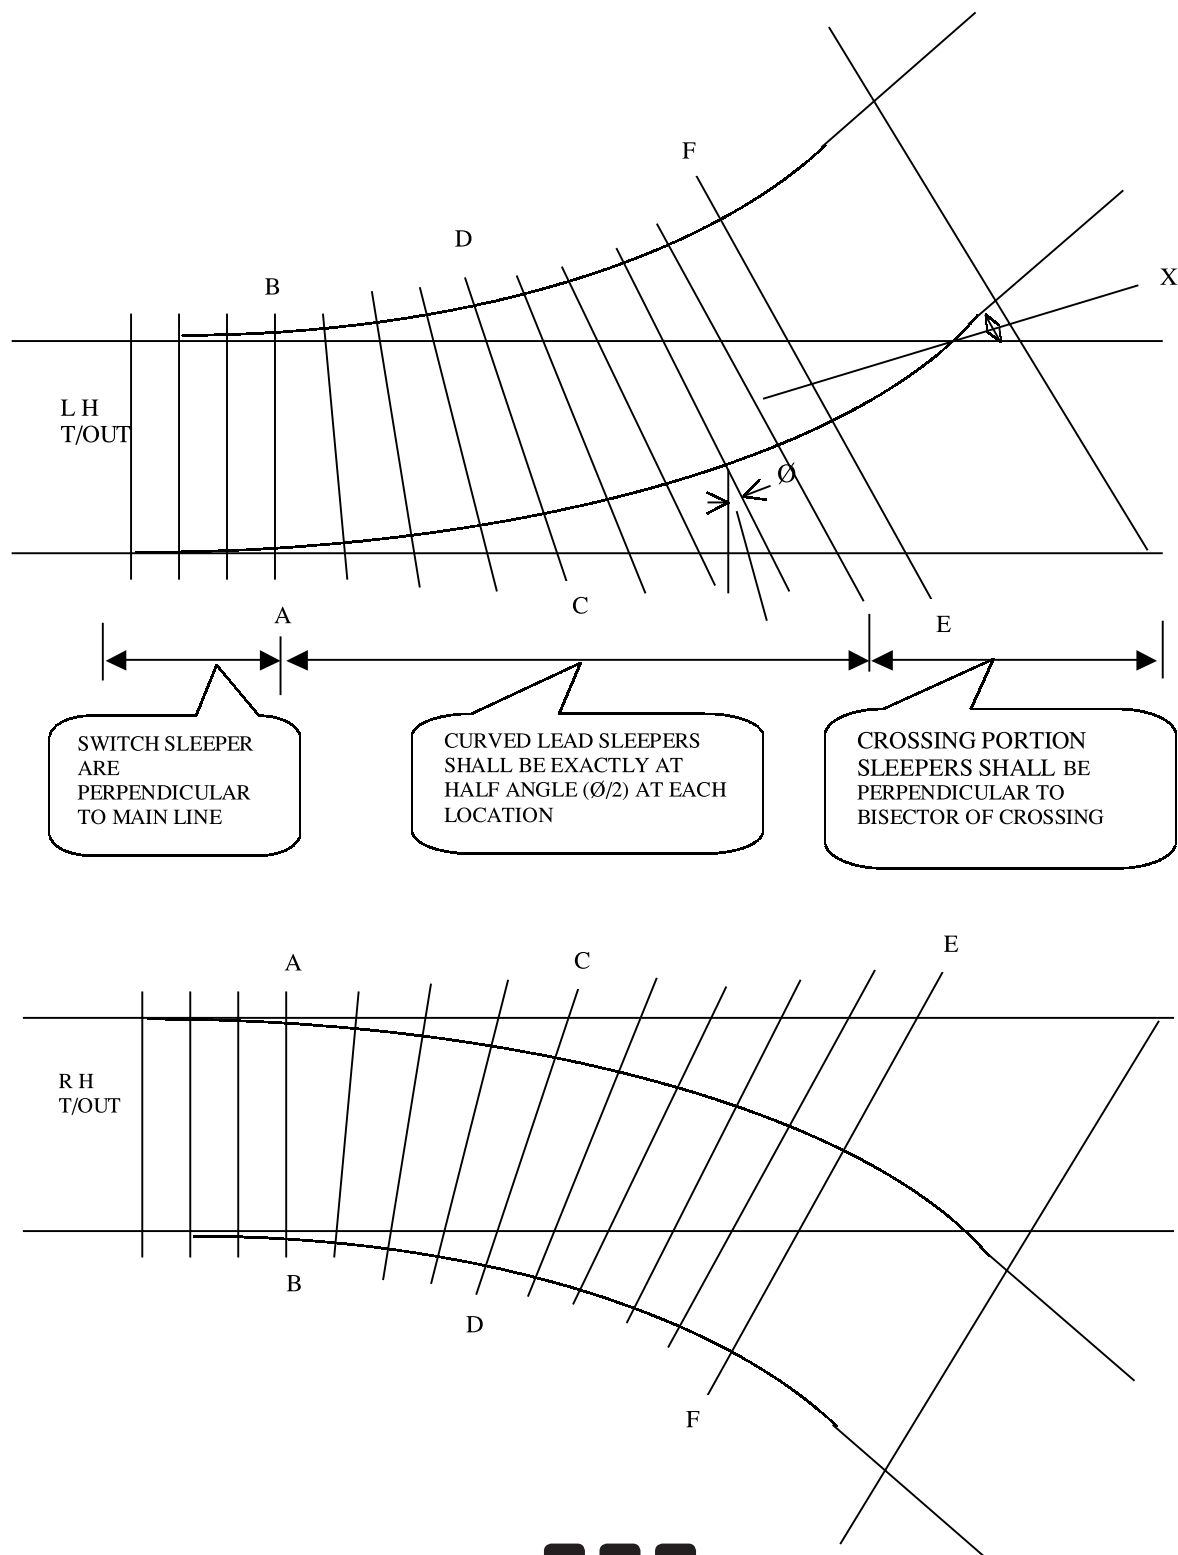 F
D
B
X
L H
T/OUT
Ø
A
C
E
SWITCH SLEEPER
ARE
PERPENDICULAR
TO MAIN LINE
CURVED LEAD SLEEPERS
SHALL BE EXACTLY AT
HALF ANGLE (Ø/2) AT EACH
LOCATION
CROSSING PORTION
SLEEPERS SHALL BE
PERPENDICULAR TO
BISECTOR OF CROSSING
E
A
C
R H
T/OUT
B
D
F